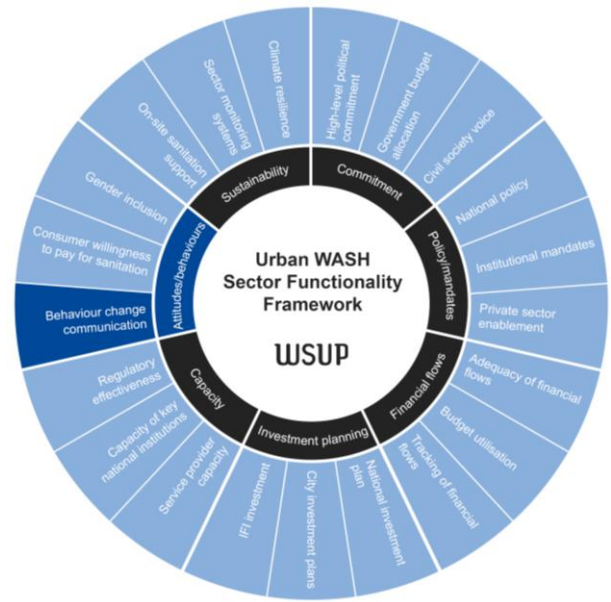 Urban WASH
Sector Functionality
Framework
WSUP
Commitment
High-level political
commitment
Government budget
allocation
Civil society voice
Policy/mandates
National policy
Institutional mandates
Private sector
enablement
Financial flows
Adequacy of financial
flows
Budget utilisation
Tracking of financial
flows
Investment planning
National investment
plan
City investment plans
IFI investment
Capacity
Service provider
capacity
Capacity of key
national institutions
Regulatory
effectiveness
Attitudes/behaviours
Behaviour change
communication
Consumer willingness
to pay for sanitation
Gender inclusion
Sustainability
On-site sanitation
support
Sector monitoring
systems
Climate resilience